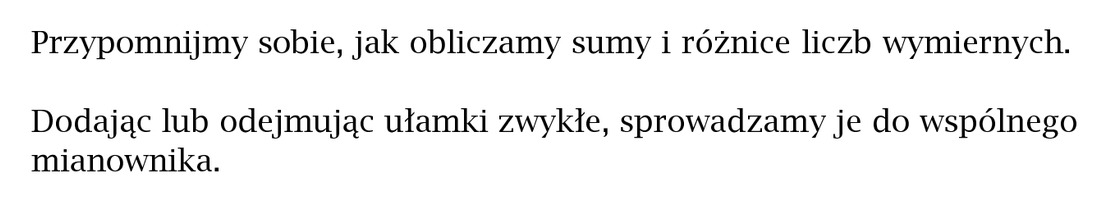 Przypomnijmy sobie, jak obliczamy sumy i różnice liczb wymiernych.
Dodając lub odejmując ułamki zwykłe, sprowadzamy je do wspólnego
mianownika.